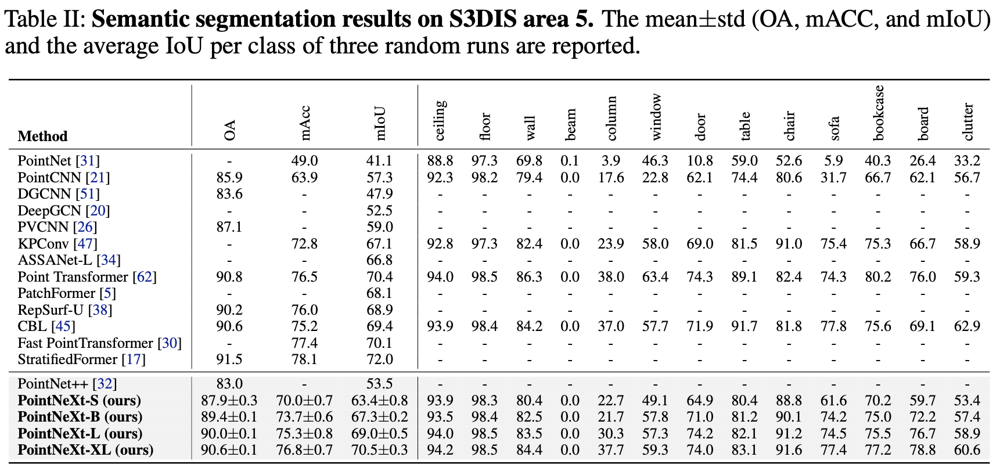 Table II: Semantic segmentation results on S3DIS area 5. The mean±std (OA, mACC, and mIoU)
and the average IoU per class of three random runs are reported.
Method OA mAcc mIoU ceiling floor wall beam column window door table chair sofa bookcase board clutter
PointNet [31] - 49.0 41.1 88.8 97.3 69.8 0.1 3.9 46.3 10.8 59.0 52.6 5.9 40.3 26.4 33.2
PointCNN [21] 85.9 63.9 57.3 92.3 98.2 79.4 0.0 17.6 22.8 62.1 74.4 80.6 31.7 66.7 62.1 56.7
DGCNN [51] 83.6 - 47.9 - - - - - - - - - - - - -
DeepGCN [20] - - 52.5 - - - - - - - - - - - - -
PVCNN [26] 87.1 - 59.0 - - - - - - - - - - - - -
KPConv [47] - 72.8 67.1 92.8 97.3 82.4 0.0 23.9 58.0 69.0 81.5 91.0 75.4 75.3 66.7 58.9
ASSANet-L [34] - - 66.8 - - - - - - - - - - - - -
Point Transformer [62] 90.8 76.5 70.4 94.0 98.5 86.3 0.0 38.0 63.4 74.3 89.1 82.4 74.3 80.2 76.0 59.3
PatchFormer [5] - - 68.1 - - - - - - - - - - - - -
RepSurf-U [38] 90.2 76.0 68.9 - - - - - - - - - - - - -
CBL [45] 90.6 75.2 69.4 93.9 98.4 84.2 0.0 37.0 57.7 71.9 91.7 81.8 77.8 75.6 69.1 62.9
Fast PointTransformer [30] - 77.4 70.1 - - - - - - - - - - - - -
StratifiedFormer [17] 91.5 78.1 72.0 - - - - - - - - - - - - -
PointNet++ [32] 83.0 - 53.5 - - - - - - - - - - - - -
PointNeXt-S (ours) 87.9±0.3 70.0±0.7 63.4±0.8 93.9 98.3 80.4 0.0 22.7 49.1 64.9 80.4 88.8 61.6 70.2 59.7 53.4
PointNeXt-B (ours) 89.4±0.1 73.7±0.6 67.3±0.2 93.5 98.4 82.5 0.0 21.7 57.8 71.0 81.2 90.1 74.2 75.0 72.2 57.4
PointNeXt-L (ours) 90.0±0.1 75.3±0.8 69.0±0.5 94.0 98.5 83.5 0.0 30.3 57.3 74.2 82.1 91.2 74.5 75.5 76.7 58.9
PointNeXt-XL (ours) 90.6±0.1 76.8±0.7 70.5±0.3 94.2 98.5 84.4 0.0 37.7 59.3 74.0 83.1 91.6 77.4 77.2 78.8 60.6